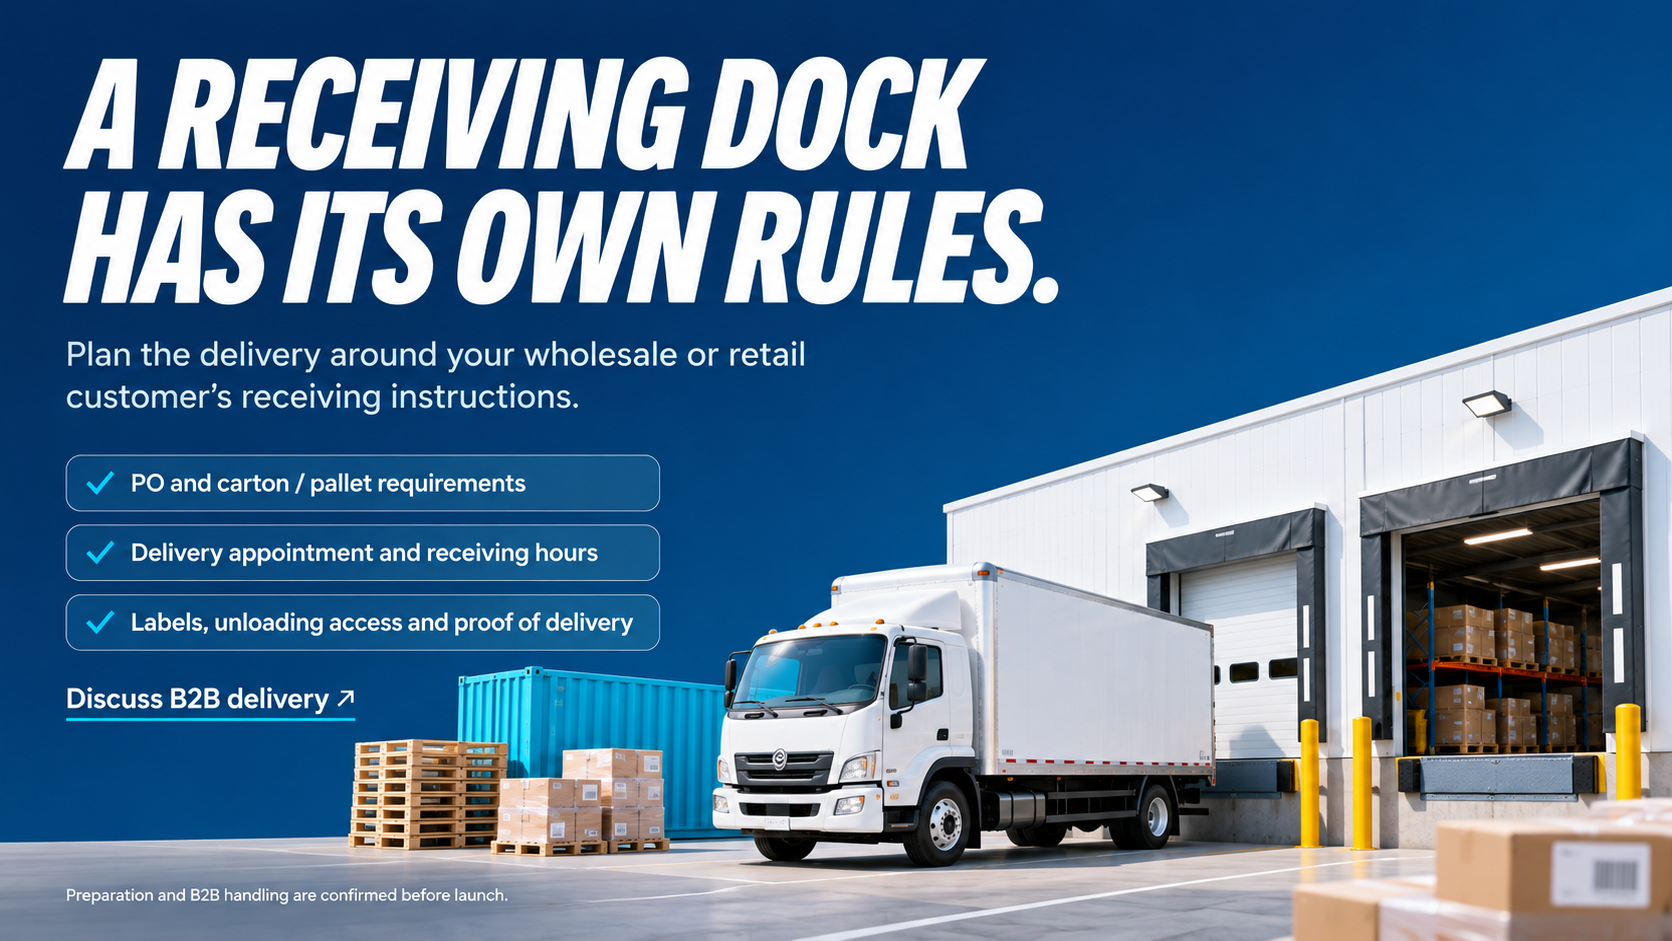 A RECEIVING DOCK
HAS ITS OWN RULES.
Plan the delivery around your wholesale or retail
customer’s receiving instructions.
PO and carton / pallet requirements
Delivery appointment and receiving hours
Labels, unloading access and proof of delivery
Discuss B2B delivery ↗
Preparation and B2B handling are confirmed before launch.